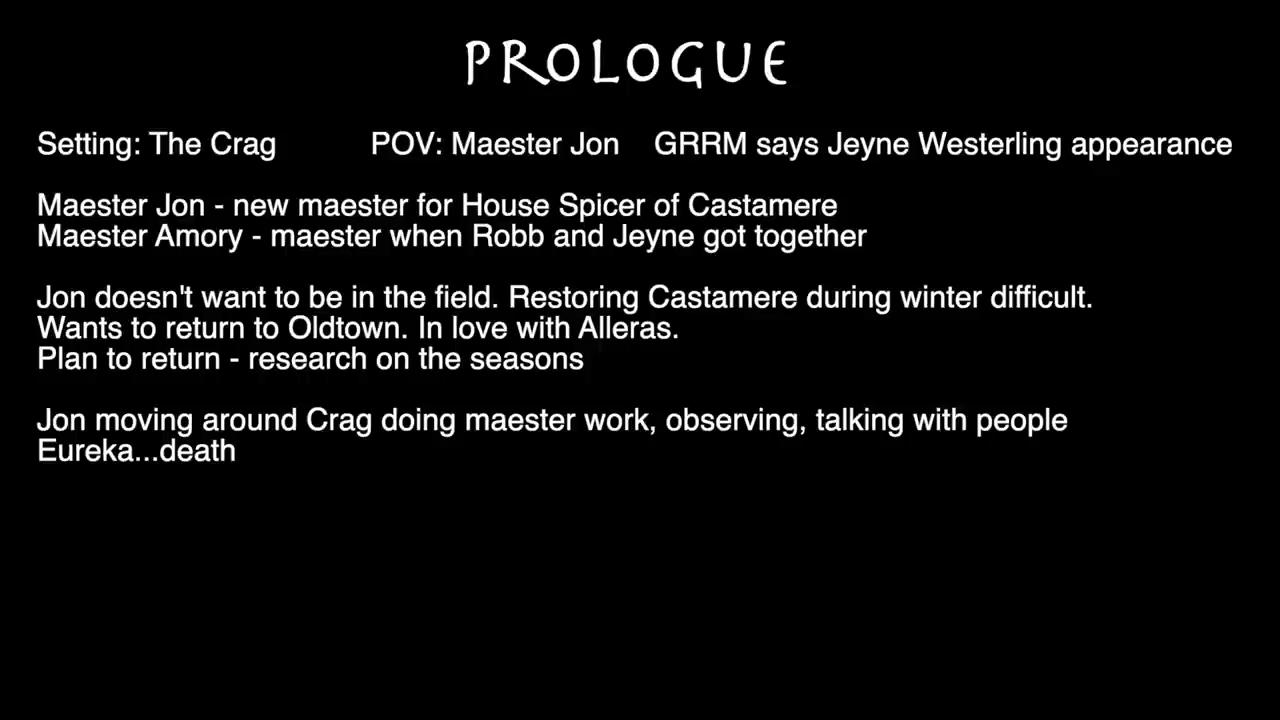 PROLOGUE
Setting: The Crag POV: Maester Jon GRRM says Jeyne Westerling appearance
Maester Jon - new maester for House Spicer of Castamere
Maester Amory - maester when Robb and Jeyne got together
Jon doesn't want to be in the field. Restoring Castamere during winter difficult.
Wants to return to Oldtown. In love with Alleras.
Plan to return - research on the seasons
Jon moving around Crag doing maester work, observing, talking with people
Eureka...death